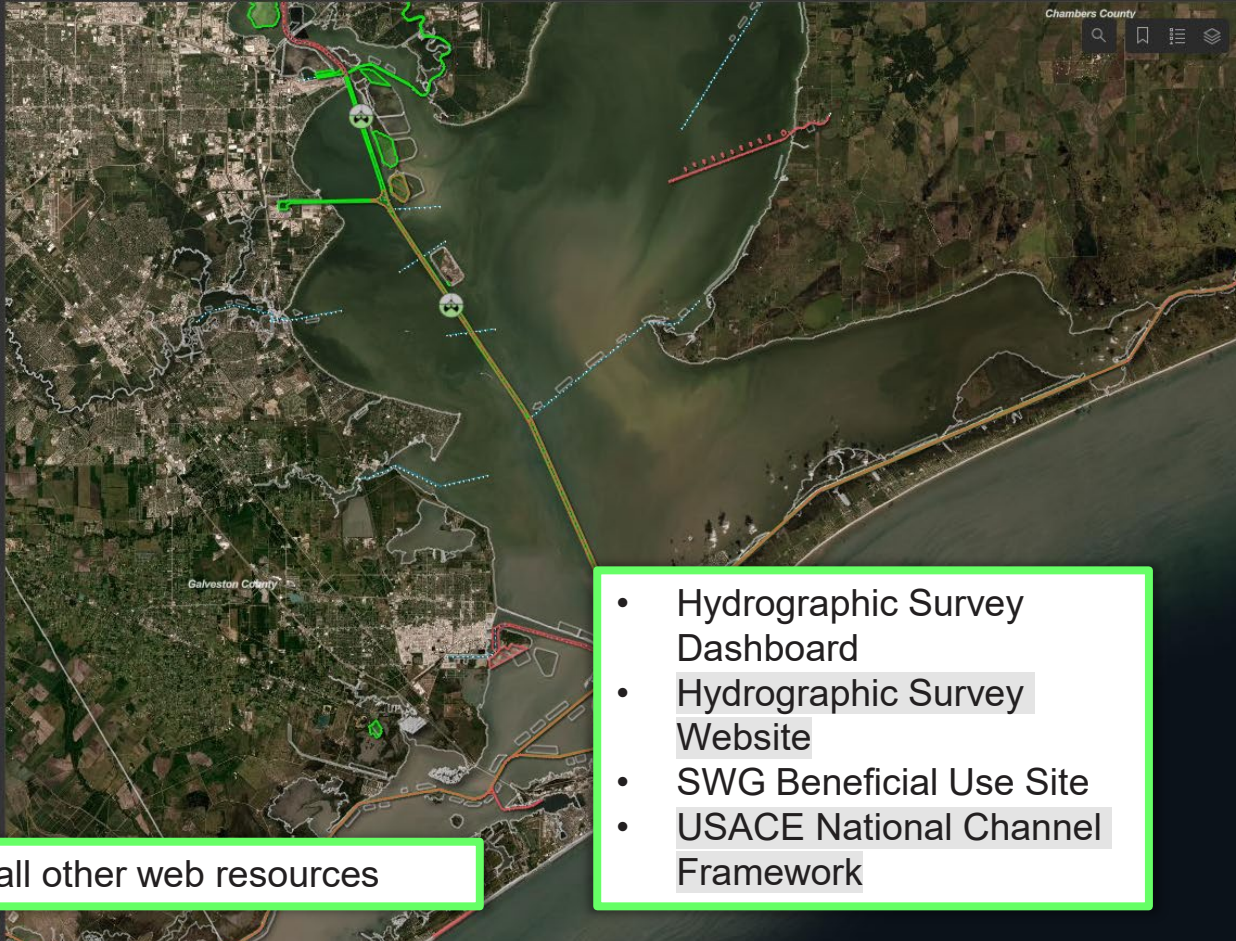 Chambers County
Galveston County
• Hydrographic Survey
Dashboard
• Hydrographic Survey
Website
• SWG Beneficial Use Site
• USACE National Channel
Framework
all other web resources